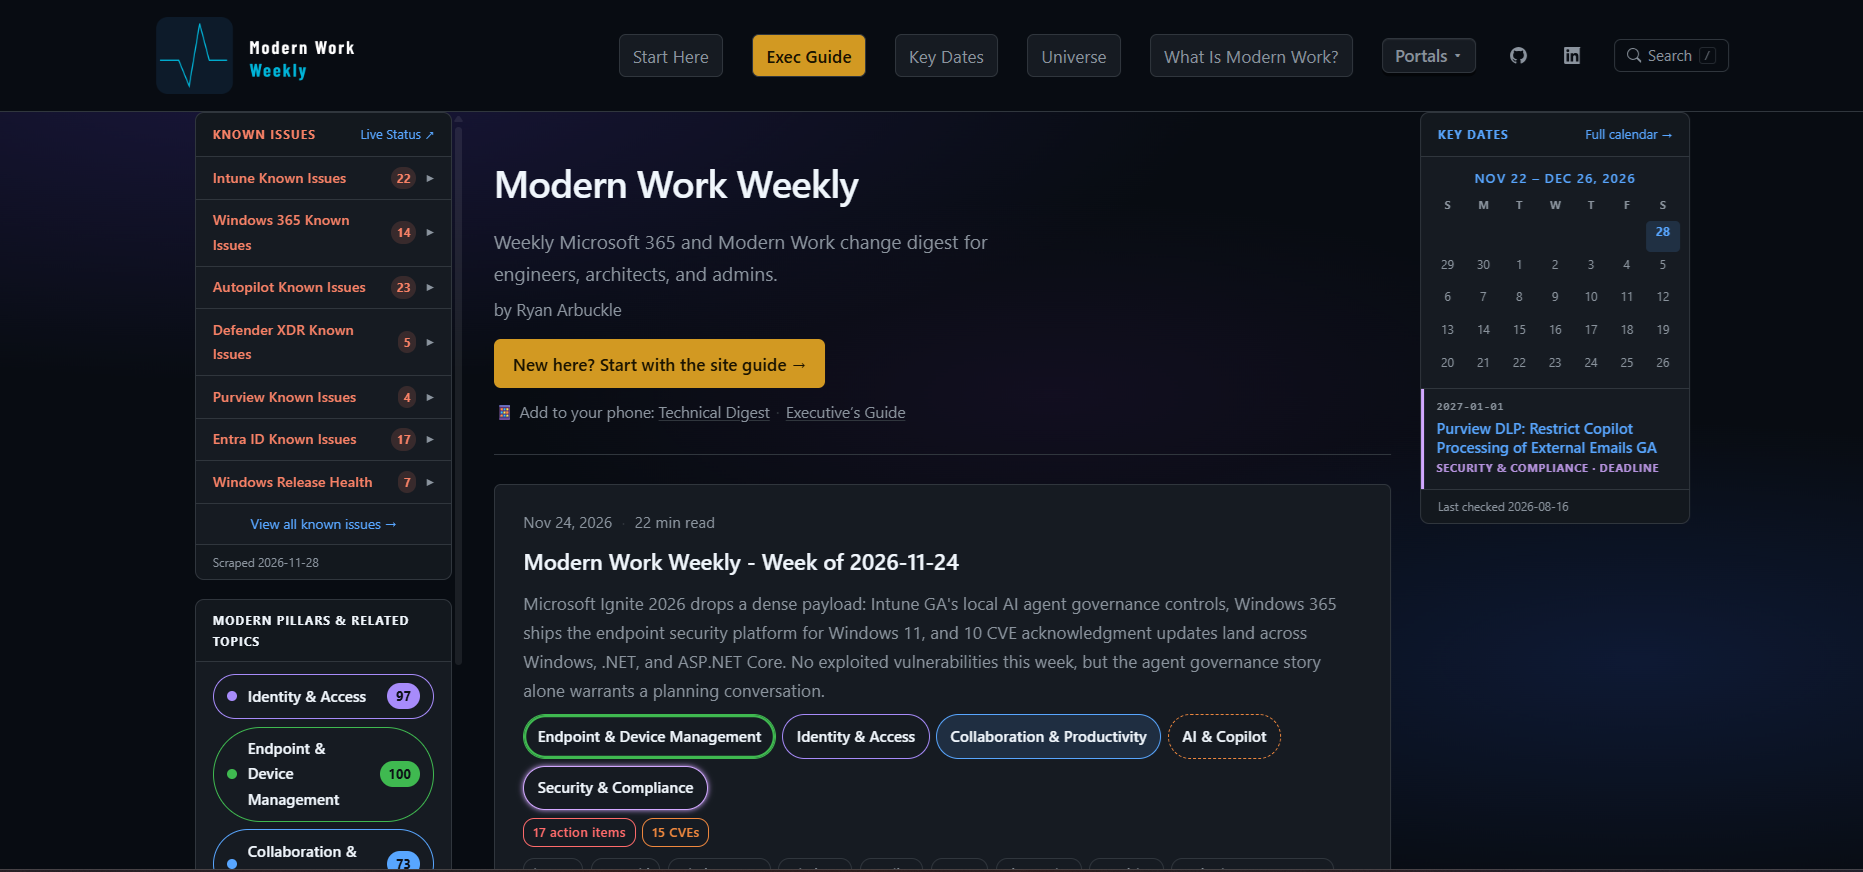 Modern Work
Weekly
Start Here
Exec Guide
Key Dates
Universe
What Is Modern Work?
Portals
Search /
KNOWN ISSUES
Live Status ↗
Intune Known Issues 22 ▸
Windows 365 Known
Issues
14 ▸
Autopilot Known Issues 23 ▸
Defender XDR Known
Issues
5 ▸
Purview Known Issues 4 ▸
Entra ID Known Issues 17 ▸
Windows Release Health 7 ▸
View all known issues →
Scraped 2026-11-28
MODERN PILLARS & RELATED
TOPICS
Identity & Access 97
Endpoint &
Device
Management
100
Collaboration &
73
Modern Work Weekly
Weekly Microsoft 365 and Modern Work change digest for
engineers, architects, and admins.
by Ryan Arbuckle
New here? Start with the site guide →
Add to your phone: Technical Digest · Executive's Guide
Nov 24, 2026 · 22 min read
Modern Work Weekly - Week of 2026-11-24
Microsoft Ignite 2026 drops a dense payload: Intune GA's local AI agent governance controls, Windows 365
ships the endpoint security platform for Windows 11, and 10 CVE acknowledgment updates land across
Windows, .NET, and ASP.NET Core. No exploited vulnerabilities this week, but the agent governance story
alone warrants a planning conversation.
Endpoint & Device Management
Identity & Access
Collaboration & Productivity
AI & Copilot
Security & Compliance
17 action items
15 CVEs
KEY DATES
Full calendar →
NOV 22 – DEC 26, 2026
S M T W T F S
28
29 30 1 2 3 4 5
6 7 8 9 10 11 12
13 14 15 16 17 18 19
20 21 22 23 24 25 26
2027-01-01
Purview DLP: Restrict Copilot
Processing of External Emails GA
SECURITY & COMPLIANCE · DEADLINE
Last checked 2026-08-16